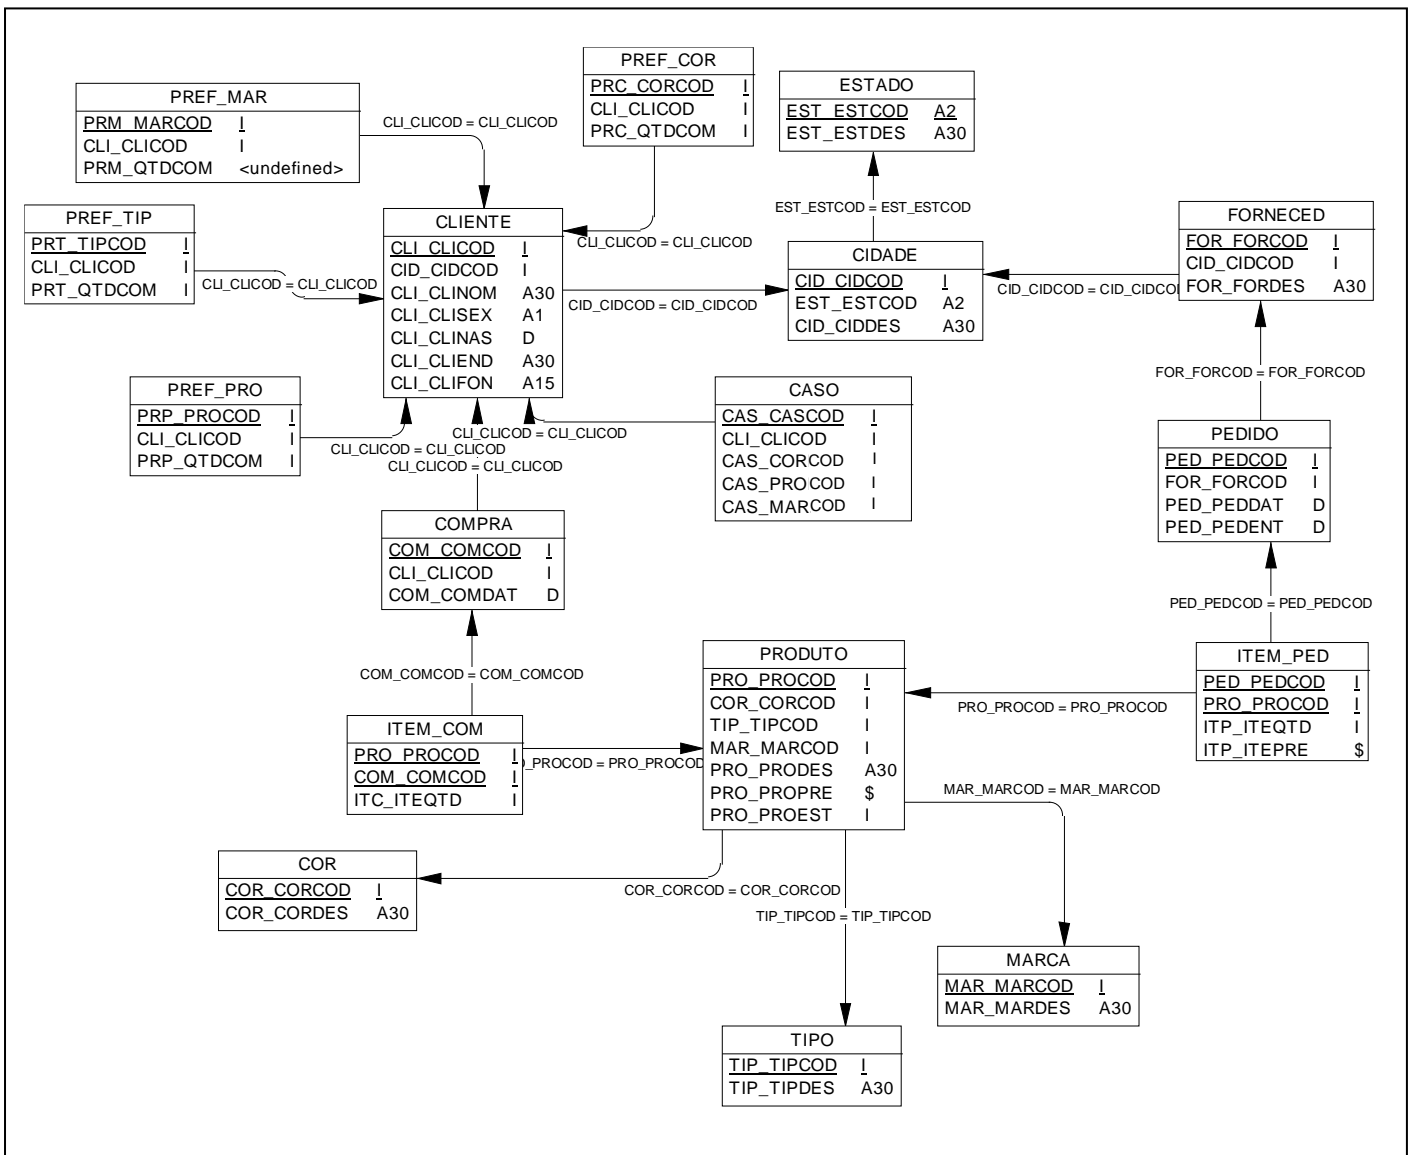 PREF_COR
PRC_CORCOD I
CLI_CLICOD I
PRC_QTDCOM I
ESTADO
EST_ESTCOD A2
EST_ESTDES A30
PREF_MAR
PRM_MARCOD I
CLI_CLICOD I
PRM_QTDCOM <undefined>
CLI_CLICOD = CLI_CLICOD
PREF_TIP
PRT_TIPCOD I
CLI_CLICOD I
PRT_QTDCOM I
CLI_CLICOD = CLI_CLICOD
CLIENTE
CLI_CLICOD I
CID_CIDCOD I
CLI_CLINOM A30
CLI_CLISEX A1
CLI_CLINAS D
CLI_CLIEND A30
CLI_CLIFON A15
CLI_CLICOD = CLI_CLICOD
EST_ESTCOD = EST_ESTCOD
CIDADE
CID_CIDCOD I
EST_ESTCOD A2
CID_CIDDES A30
CID_CIDCOD = CID_CIDCOD
FORNECED
FOR_FORCOD I
CID_CIDCOD I
FOR_FORDES A30
CID_CIDCOD = CID_CIDCO
FOR_FORCOD = FOR_FORCOD
PREF_PRO
PRP_PROCOD I
CLI_CLICOD I
PRP_QTDCOM I
CLI_CLICOD = CLI_CLICOD
CLI_CLICOD = CLI_CLICOD
CLI_CLICOD = CLI_CLICOD
CASO
CAS_CASCOD I
CLI_CLICOD I
CAS_CORCOD I
CAS_PROCOD I
CAS_MARCOD I
PEDIDO
PED_PEDCOD I
FOR_FORCOD I
PED_PEDDAT D
PED_PEDENT D
COMPRA
COM_COMCOD I
CLI_CLICOD I
COM_COMDAT D
PED_PEDCOD = PED_PEDCOD
COM_COMCOD = COM_COMCOD
PRODUTO
PRO_PROCOD I
COR_CORCOD I
TIP_TIPCOD I
MAR_MARCOD I
PRO_PRODES A30
PRO_PROPRE $
PRO_PROEST I
PRO_PROCOD = PRO_PROCOD
ITEM_PED
PED_PEDCOD I
PRO_PROCOD I
ITP_ITEQTD I
ITP_ITEPRE $
ITEM_COM
PRO_PROCOD I
COM_COMCOD I
ITC_ITEQTD I
O_PROCOD = PRO_PROCOD
MAR_MARCOD = MAR_MARCOD
COR
COR_CORCOD I
COR_CORDES A30
COR_CORCOD = COR_CORCOD
TIP_TIPCOD = TIP_TIPCOD
MARCA
MAR_MARCOD I
MAR_MARDES A30
TIPO
TIP_TIPCOD I
TIP_TIPDES A30